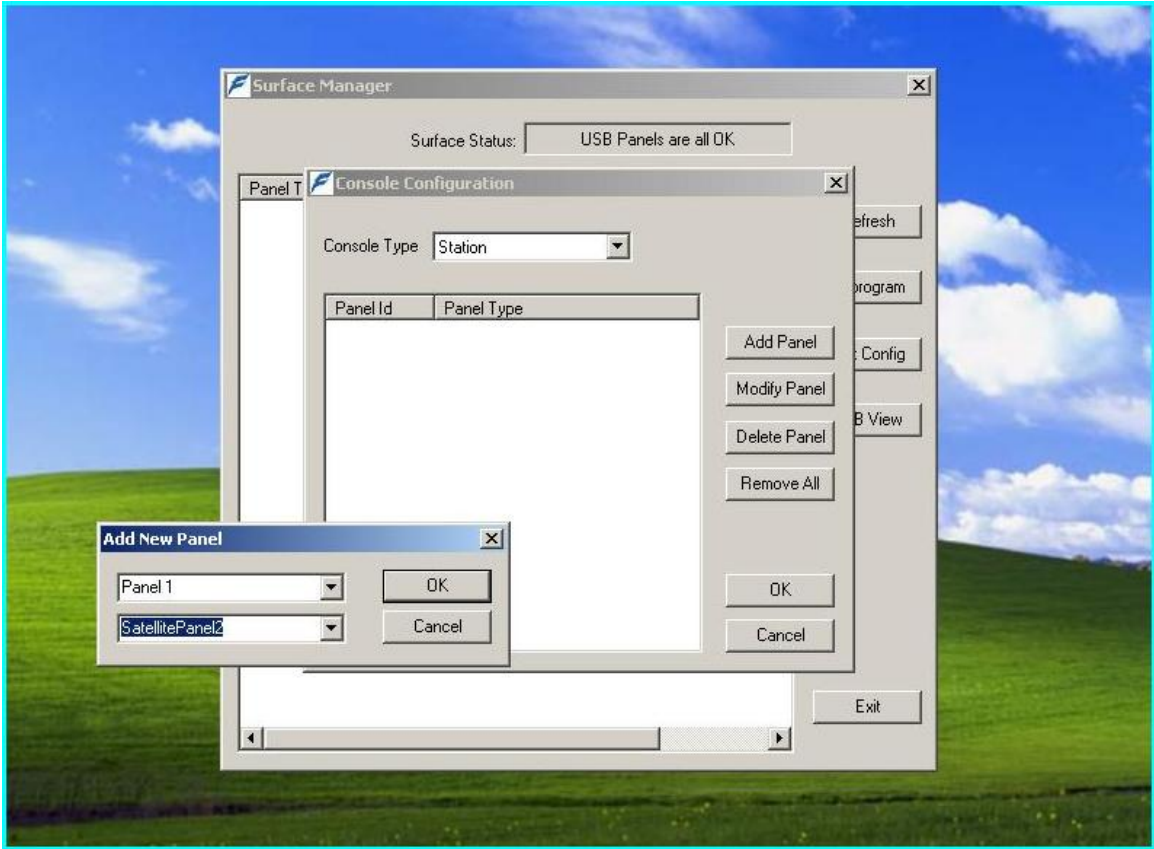 Surface Manager
Surface Status: USB Panels are all OK
Panel T
Console Configuration
efresh
Console Type Station
program
Panel Id Panel Type
Add Panel
Config
Modify Panel
B View
Delete Panel
Remove All
Add New Panel
Panel 1 OK
SatellitePanel2 Cancel
OK
Cancel
Exit